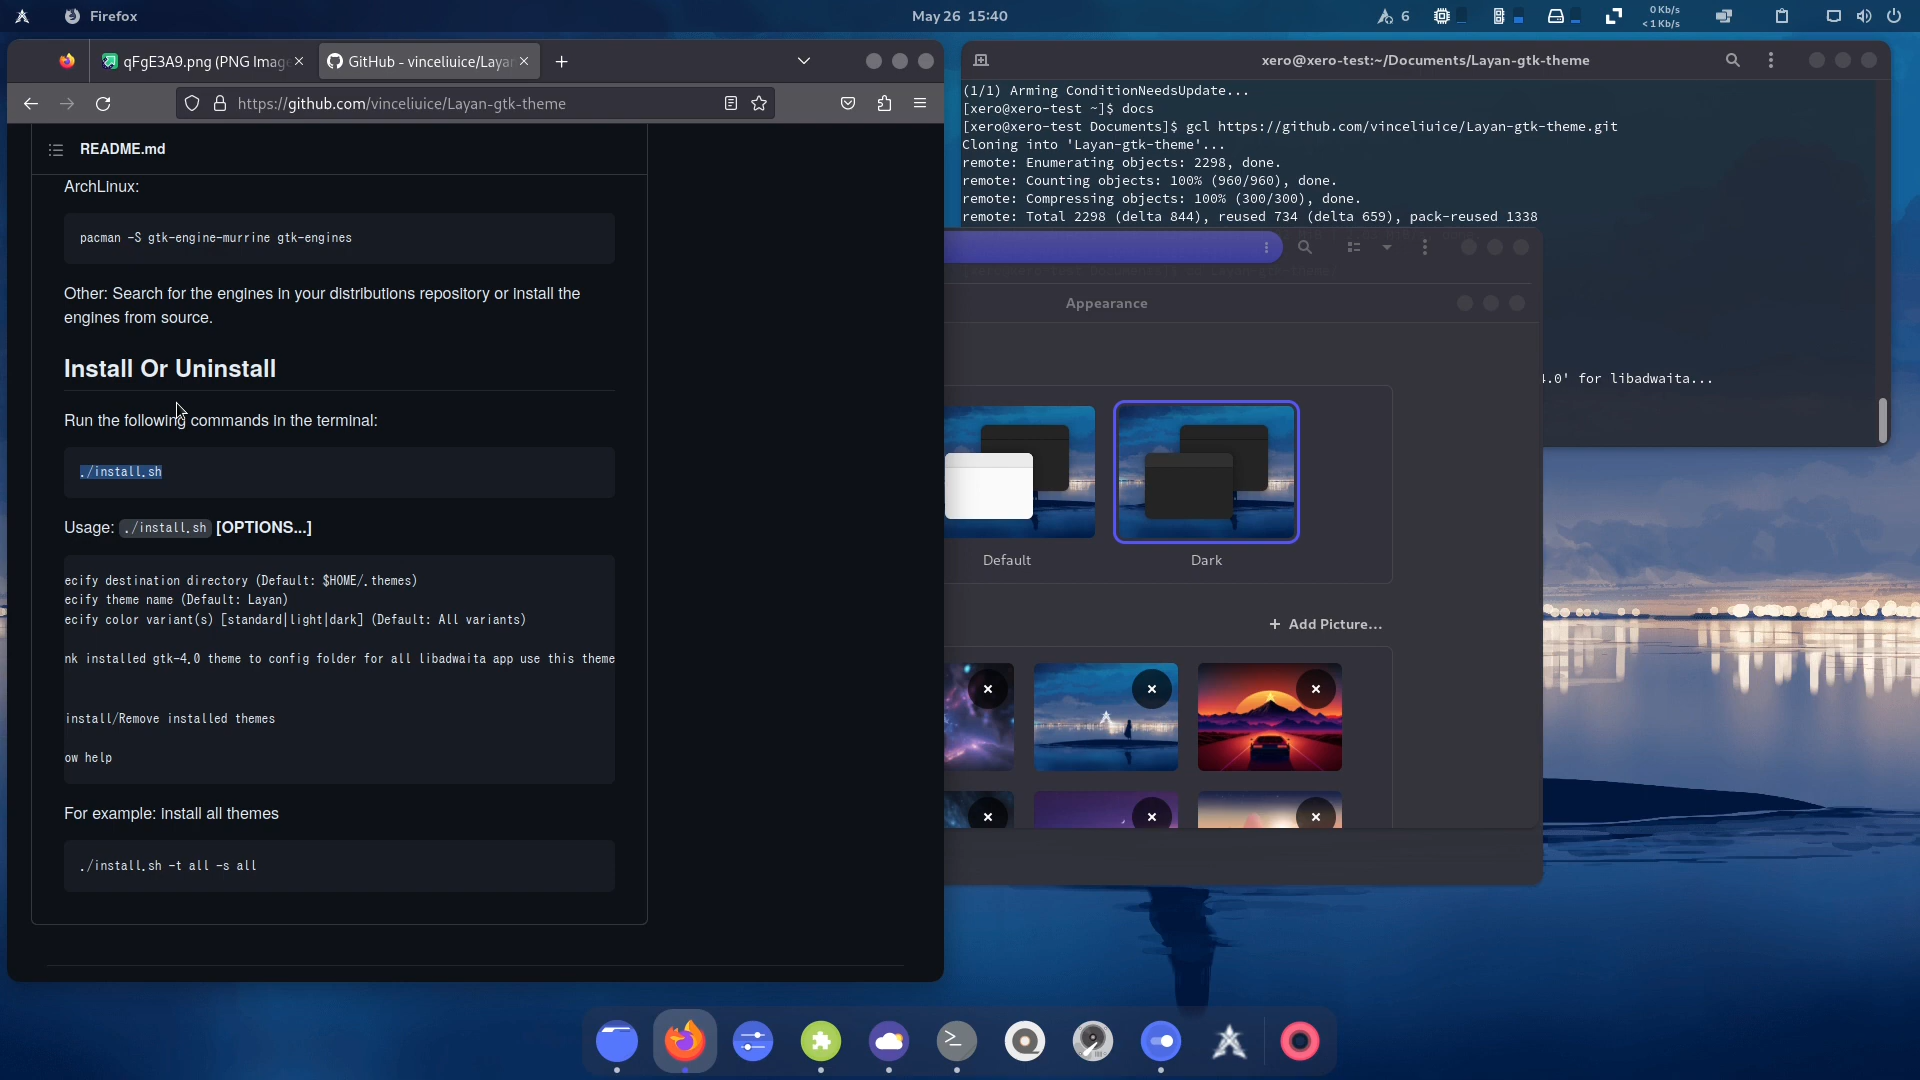 Firefox
May 26 15:40
6
0 Kb/s
< 1 Kb/s
qFgE3A9.png (PNG Imag
GitHub - vinceliuice/Layan
https://github.com/vinceliuice/Layan-gtk-theme
README.md
ArchLinux:
pacman -S gtk-engine-murrine gtk-engines
Other: Search for the engines in your distributions repository or install the
engines from source.
Install Or Uninstall
Run the following commands in the terminal:
./install.sh
Usage: ./install.sh [OPTIONS...]
ecify destination directory (Default: $HOME/.themes)
ecify theme name (Default: Layan)
ecify color variant(s) [standard|light|dark] (Default: All variants)
nk installed gtk-4.0 theme to config folder for all libadwaita app use this theme
install/Remove installed themes
ow help
For example: install all themes
./install.sh -t all -s all
xero@xero-test:~/Documents/Layan-gtk-theme
(1/1) Arming ConditionNeedsUpdate...
[xero@xero-test ~]$ docs
[xero@xero-test Documents]$ gcl https://github.com/vinceliuice/Layan-gtk-theme.git
Cloning into 'Layan-gtk-theme'...
remote: Enumerating objects: 2298, done.
remote: Counting objects: 100% (960/960), done.
remote: Compressing objects: 100% (300/300), done.
remote: Total 2298 (delta 844), reused 734 (delta 659), pack-reused 1338
4.0' for libadwaita...
Appearance
Default
Dark
Add Picture...